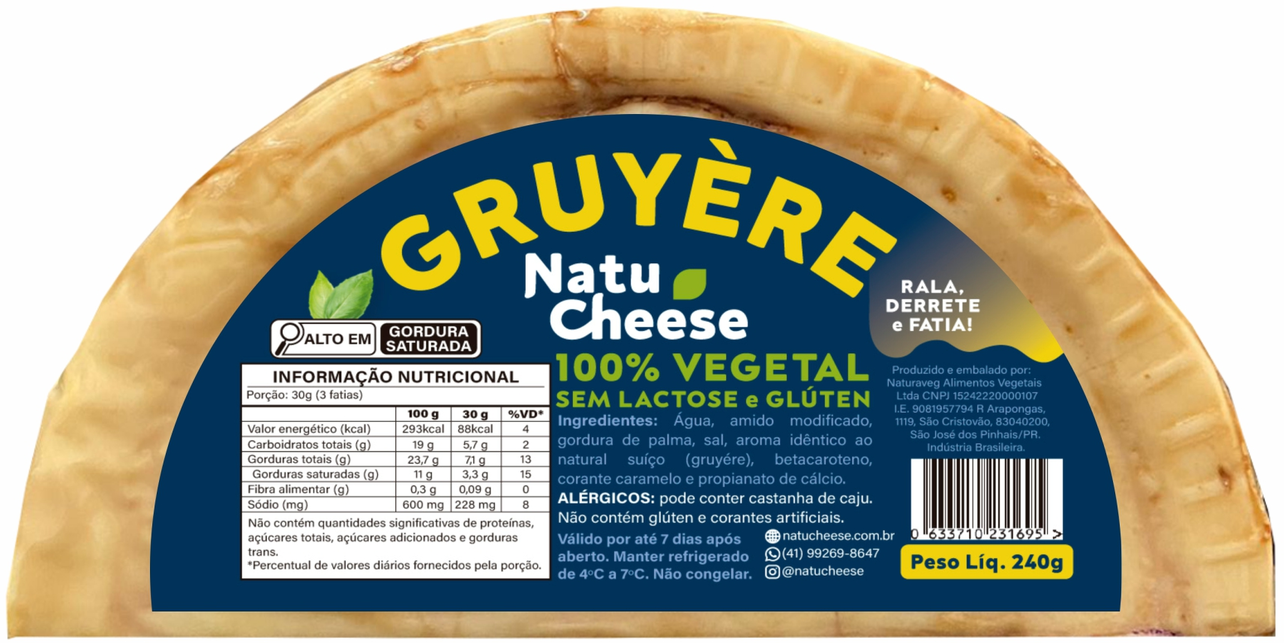 GRUYÈRE
Natu
Cheese
RALA,
DERRETE
e FATIA!
ALTO EM
GORDURA
SATURADA
100% VEGETAL
SEM LACTOSE e GLÚTEN
INFORMAÇÃO NUTRICIONAL
Porção: 30g (3 fatias)
100 g 30 g %VD*
Valor energético (kcal) 293kcal 88kcal 4
Carboidratos totais (g) 19 g 5,7 g 2
Gorduras totais (g) 23,7 g 7,1 g 13
Gorduras saturadas (g) 11 g 3,3 g 15
Fibra alimentar (g) 0,3 g 0,09 g 0
Sódio (mg) 600 mg 228 mg 8
Não contém quantidades significativas de proteínas,
açúcares totais, açúcares adicionados e gorduras
trans.
*Percentual de valores diários fornecidos pela porção.
Ingredientes: Água, amido modificado,
gordura de palma, sal, aroma idêntico ao
natural suíço (gruyére), betacaroteno,
corante caramelo e propianato de cálcio.
ALÉRGICOS: pode conter castanha de caju.
Não contém glúten e corantes artificiais.
Válido por até 7 dias após
aberto. Manter refrigerado
de 4ºC a 7ºC. Não congelar.
natucheese.com.br
(41) 99269-8647
@natucheese
Produzido e embalado por:
Naturaveg Alimentos Vegetais
Ltda CNPJ 15242220000107
I.E. 9081957794 R Arapongas,
1119, São Cristovão, 83040200,
São José dos Pinhais/PR.
Indústria Brasileira.
0 633710 231695 >
Peso Líq. 240g